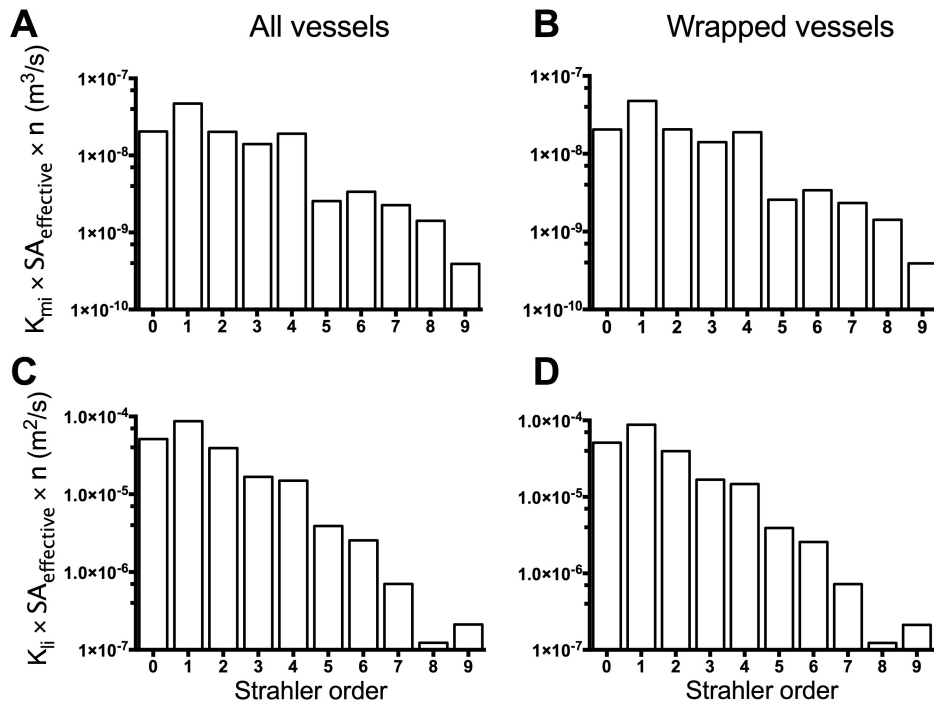 A All vessels
B Wrapped vessels
K_mi × SA_effective × n (m³/s)
1×10⁻⁷
1×10⁻⁸
1×10⁻⁹
1×10⁻¹⁰
0 1 2 3 4 5 6 7 8 9
1×10⁻⁷
1×10⁻⁸
1×10⁻⁹
1×10⁻¹⁰
0 1 2 3 4 5 6 7 8 9
C
D
K_li × SA_effective × n (m²/s)
1.0×10⁻⁴
1.0×10⁻⁵
1.0×10⁻⁶
1×10⁻⁷
0 1 2 3 4 5 6 7 8 9
Strahler order
1.0×10⁻⁴
1.0×10⁻⁵
1.0×10⁻⁶
1×10⁻⁷
0 1 2 3 4 5 6 7 8 9
Strahler order